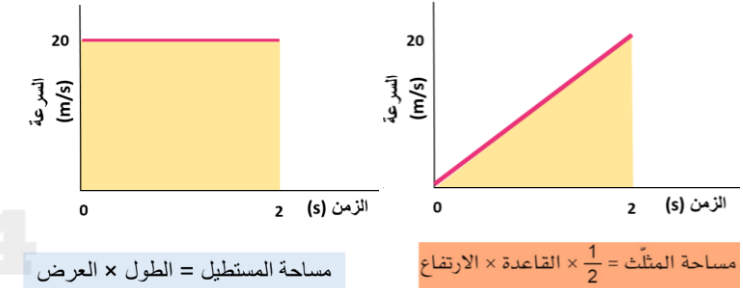 20
السرعة
(m/s)
0
2
الزمن (s)
مساحة المستطيل = الطول × العرض
20
السرعة
(m/s)
0
2
الزمن (s)
مساحة المثلّث = 1/2 × القاعدة × الارتفاع
4